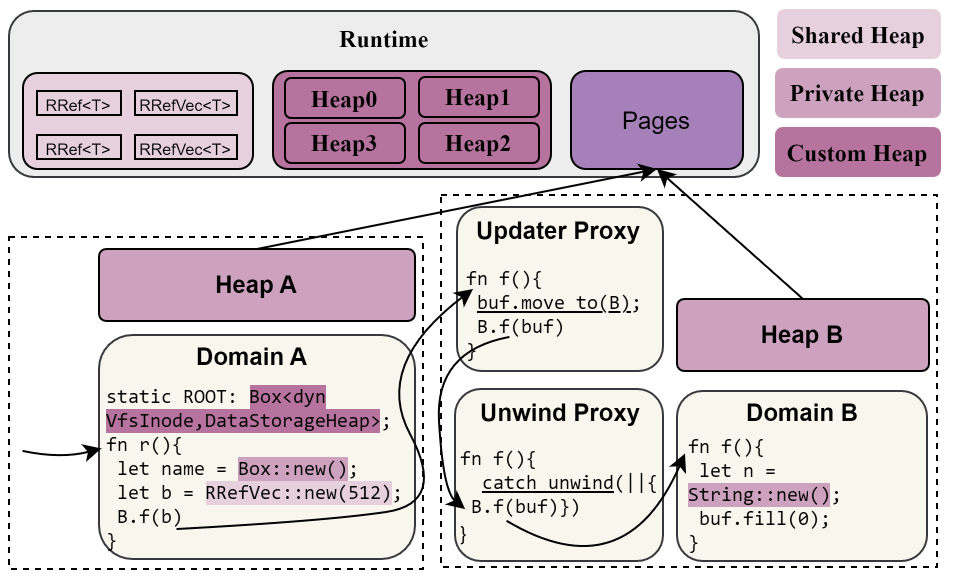 Runtime
RRef<T>
RRefVec<T>
RRef<T>
RRefVec<T>
Heap0
Heap1
Heap3
Heap2
Pages
Shared Heap
Private Heap
Custom Heap
Heap A
Domain A
static ROOT: Box<dyn
VfsInode,DataStorageHeap>;
fn r(){
let name = Box::new();
let b = RRefVec::new(512);
B.f(b)
}
Updater Proxy
fn f(){
buf.move_to(B);
B.f(buf)
}
Heap B
Unwind Proxy
fn f(){
catch_unwind(||{
B.f(buf)})
}
Domain B
fn f(){
let n =
String::new();
buf.fill(0);
}